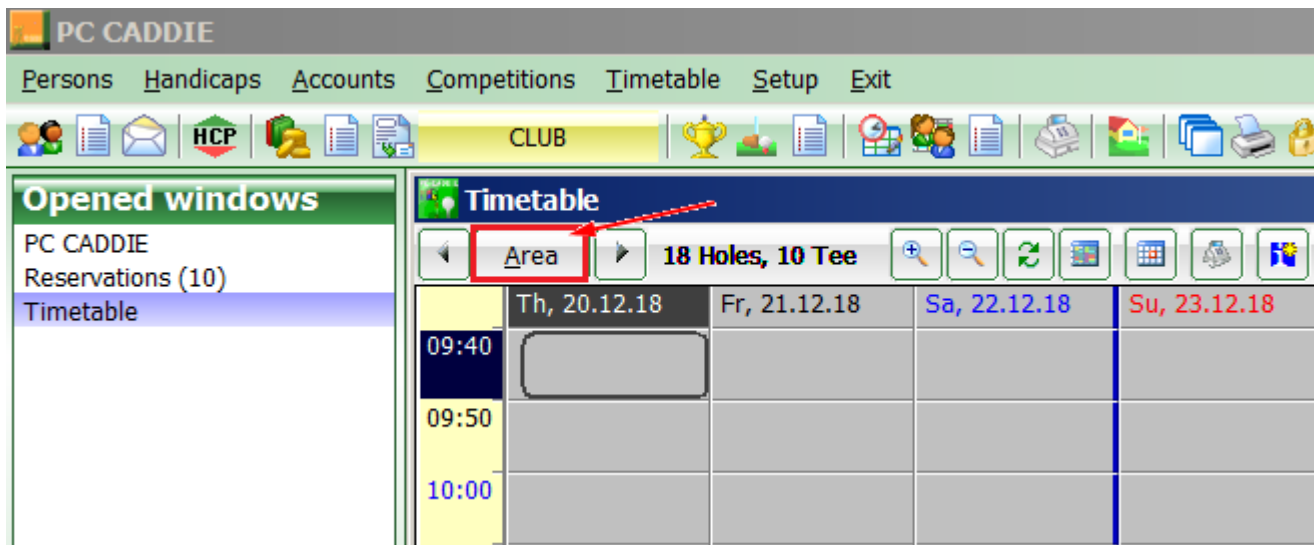 PC CADDIE
Persons Handicaps Accounts Competitions Timetable Setup Exit
HCP CLUB
Opened windows
PC CADDIE
Reservations (10)
Timetable
Timetable
Area 18 Holes, 10 Tee
Th, 20.12.18 Fr, 21.12.18 Sa, 22.12.18 Su, 23.12.18
09:40
09:50
10:00